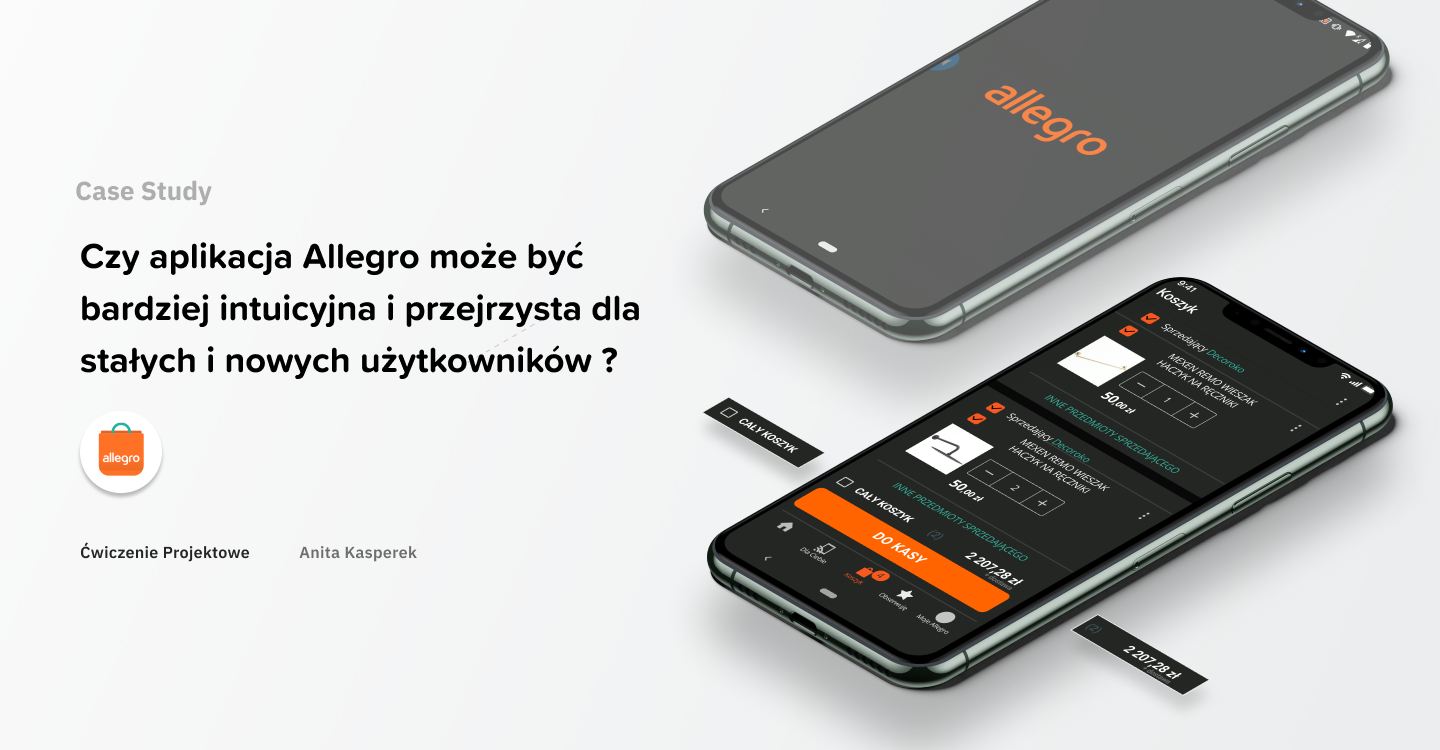 Case Study
Czy aplikacja Allegro może być
bardziej intuicyjna i przejrzysta dla
stałych i nowych użytkowników ?
allegro
Ćwiczenie Projektowe
Anita Kasperek
allegro
9:41
Koszyk
Sprzedający Decoroko
MEXEN REMO WIESZAK
HACZYK NA RĘCZNIKI
1
50,00 zł
INNE PRZEDMIOTY SPRZEDAJĄCEGO
Sprzedający Decoroko
MEXEN REMO WIESZAK
HACZYK NA RĘCZNIKI
2
50,00 zł
INNE PRZEDMIOTY SPRZEDAJĄCEGO
CAŁY KOSZYK
(2)
2 207,28 zł
+ dostawa
DO KASY
Dla Ciebie
Koszyk
4
Obserwuję
Moje Allegro
CAŁY KOSZYK
(2)
2 207,28 zł
+ dostawa